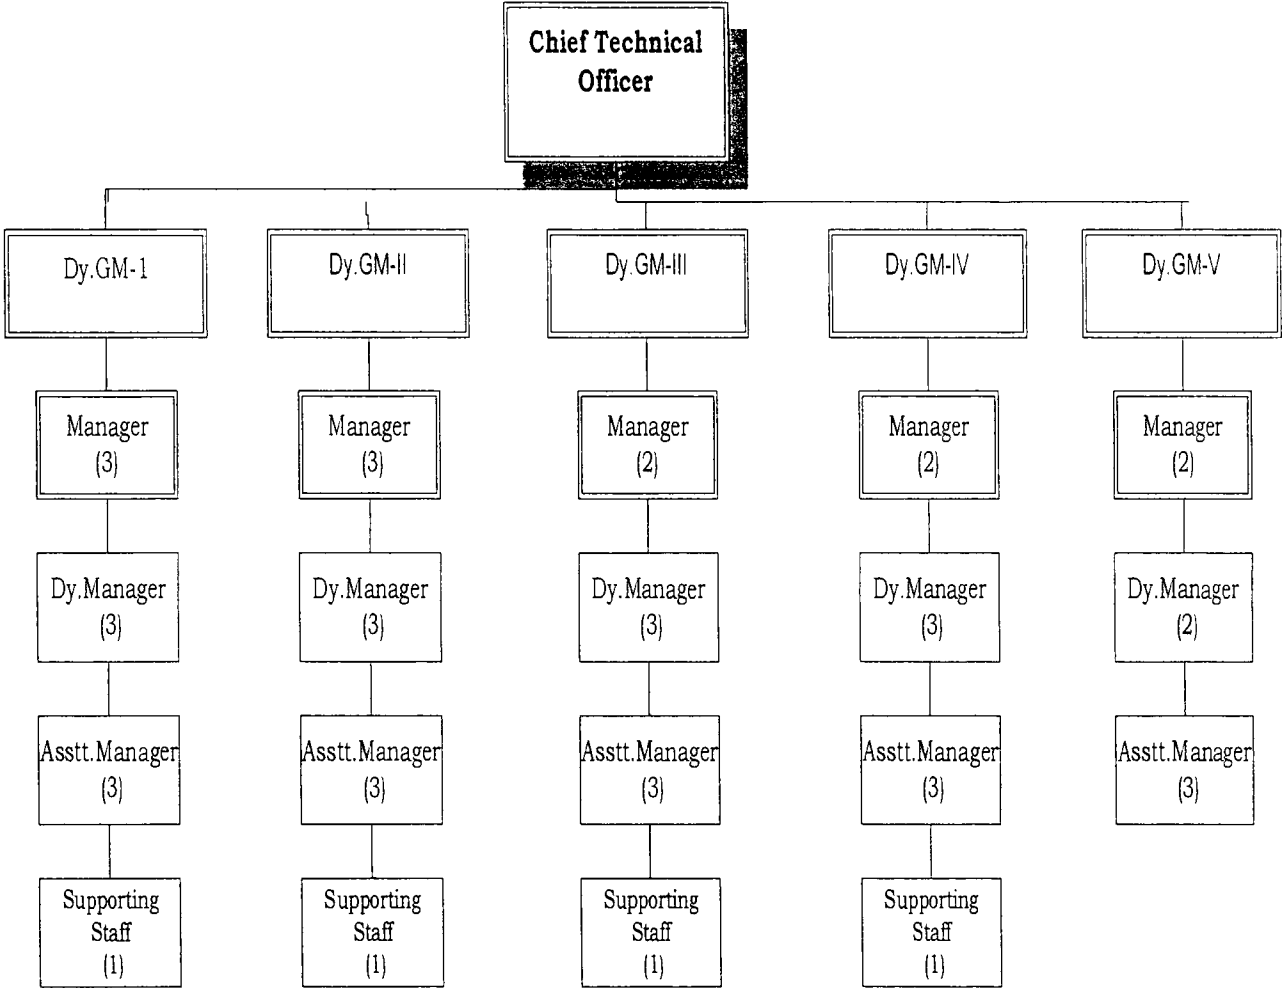 Chief Technical
Officer
Dy.GM-1
Dy.GM-II
Dy.GM-III
Dy.GM-IV
Dy.GM-V
Manager
(3)
Manager
(3)
Manager
(2)
Manager
(2)
Manager
(2)
Dy.Manager
(3)
Dy.Manager
(3)
Dy.Manager
(3)
Dy.Manager
(3)
Dy.Manager
(2)
Asstt.Manager
(3)
Asstt.Manager
(3)
Asstt.Manager
(3)
Asstt.Manager
(3)
Asstt.Manager
(3)
Supporting
Staff
(1)
Supporting
Staff
(1)
Supporting
Staff
(1)
Supporting
Staff
(1)